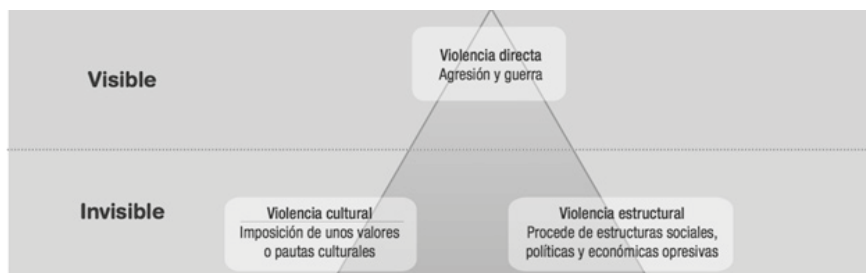 Visible
Violencia directa
Agresión y guerra
Invisible
Violencia cultural
Imposición de unos valores
o pautas culturales
Violencia estructural
Procede de estructuras sociales,
políticas y económicas opresivas